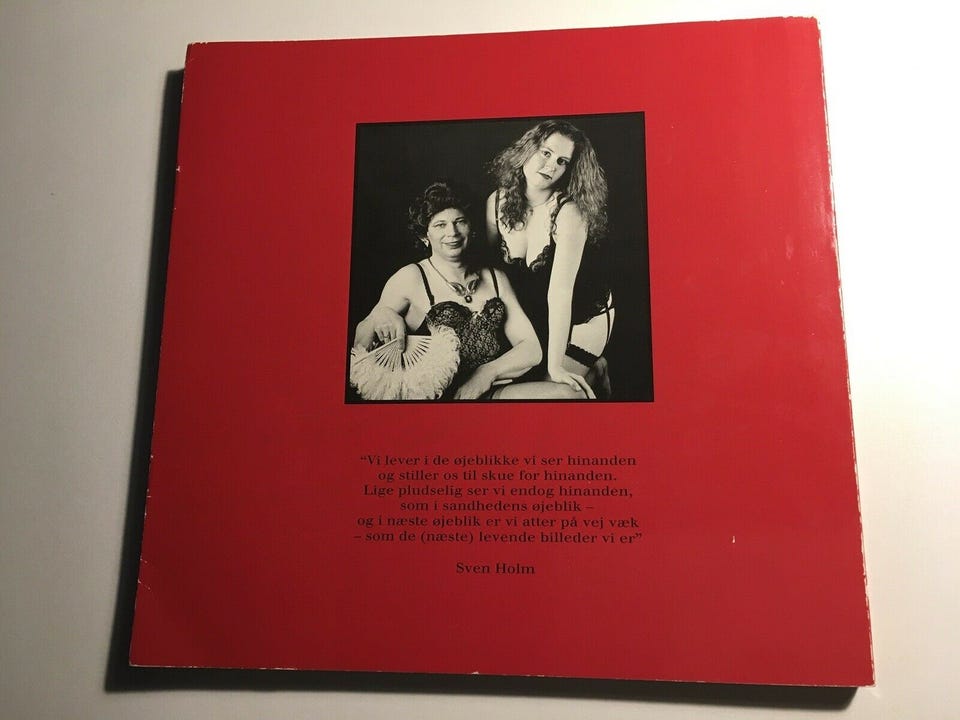 “Vi lever i de øjeblikke vi ser hinanden
og stiller os til skue for hinanden.
Lige pludselig ser vi endog hinanden,
som i sandhedens øjeblik –
og i næste øjeblik er vi atter på vej væk
– som de (næste) levende billeder vi er”
Sven Holm